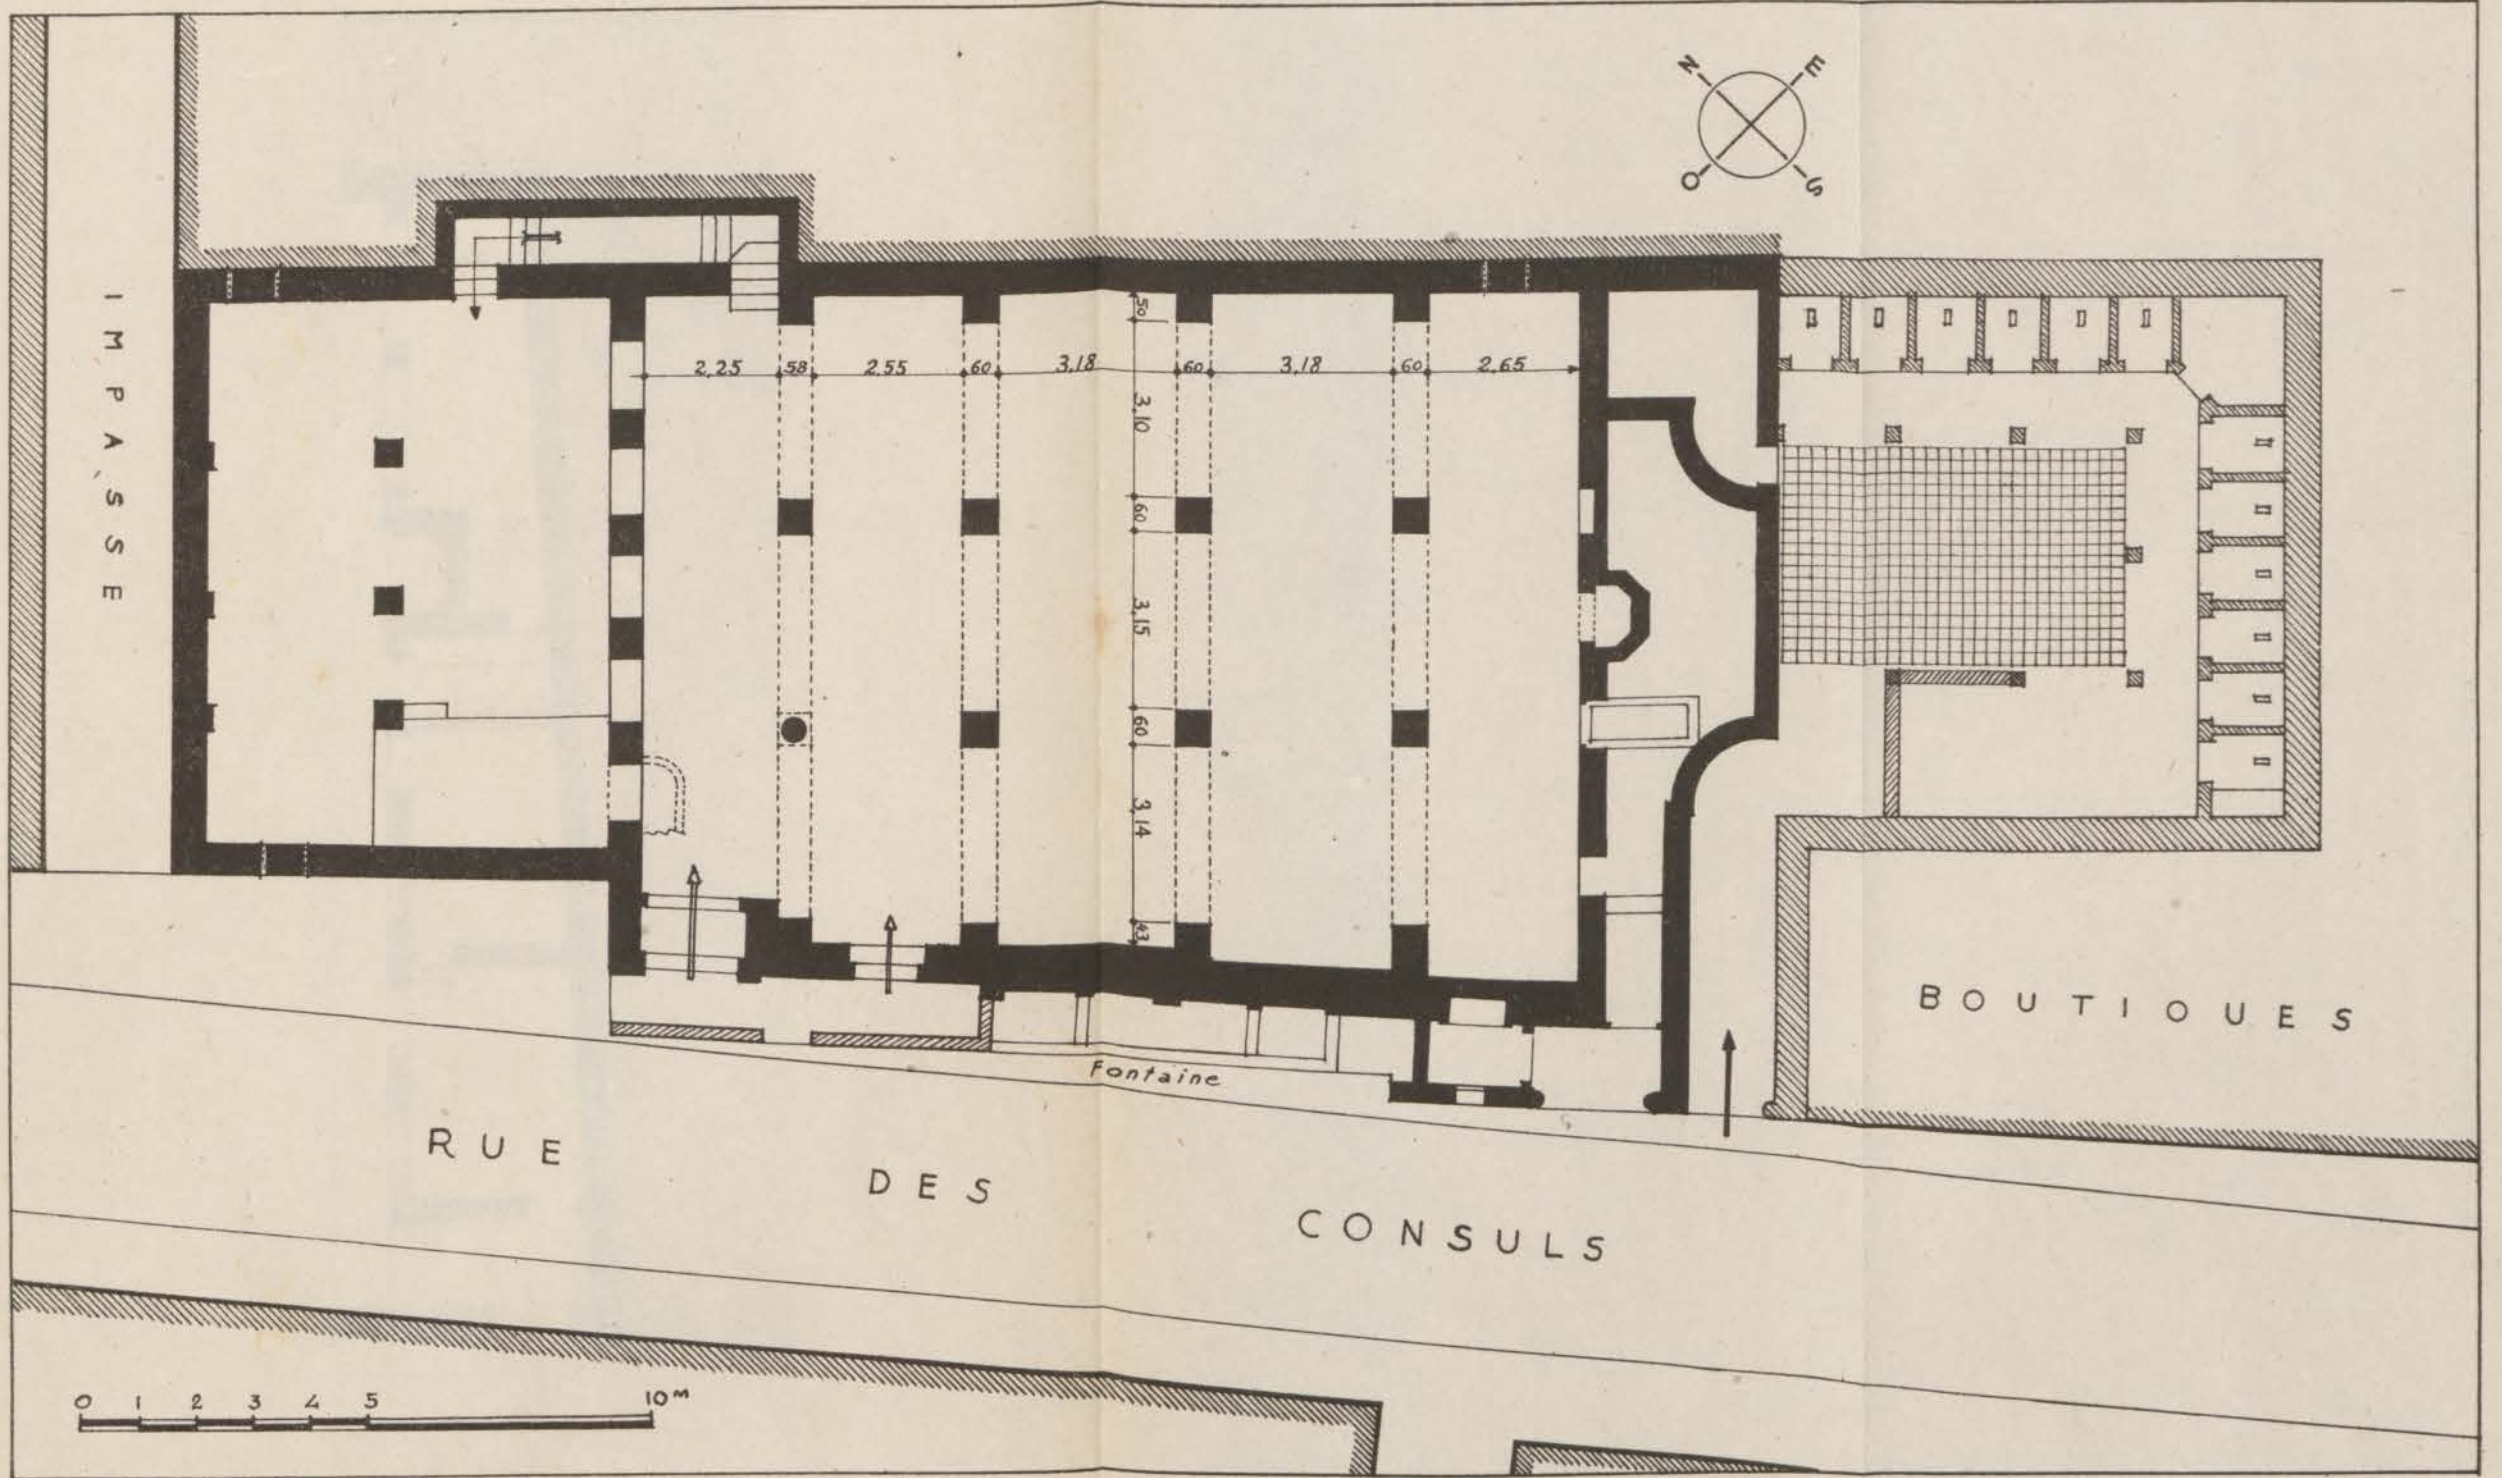 N E
O S
IMPASSE
2,25 58 2.55 60 3,18 60 3,18 60 2,65
50
3,10
60
3,15
60
3,14
43
BOUTIQUES
Fontaine
RUE DES CONSULS
0 1 2 3 4 5 10 m